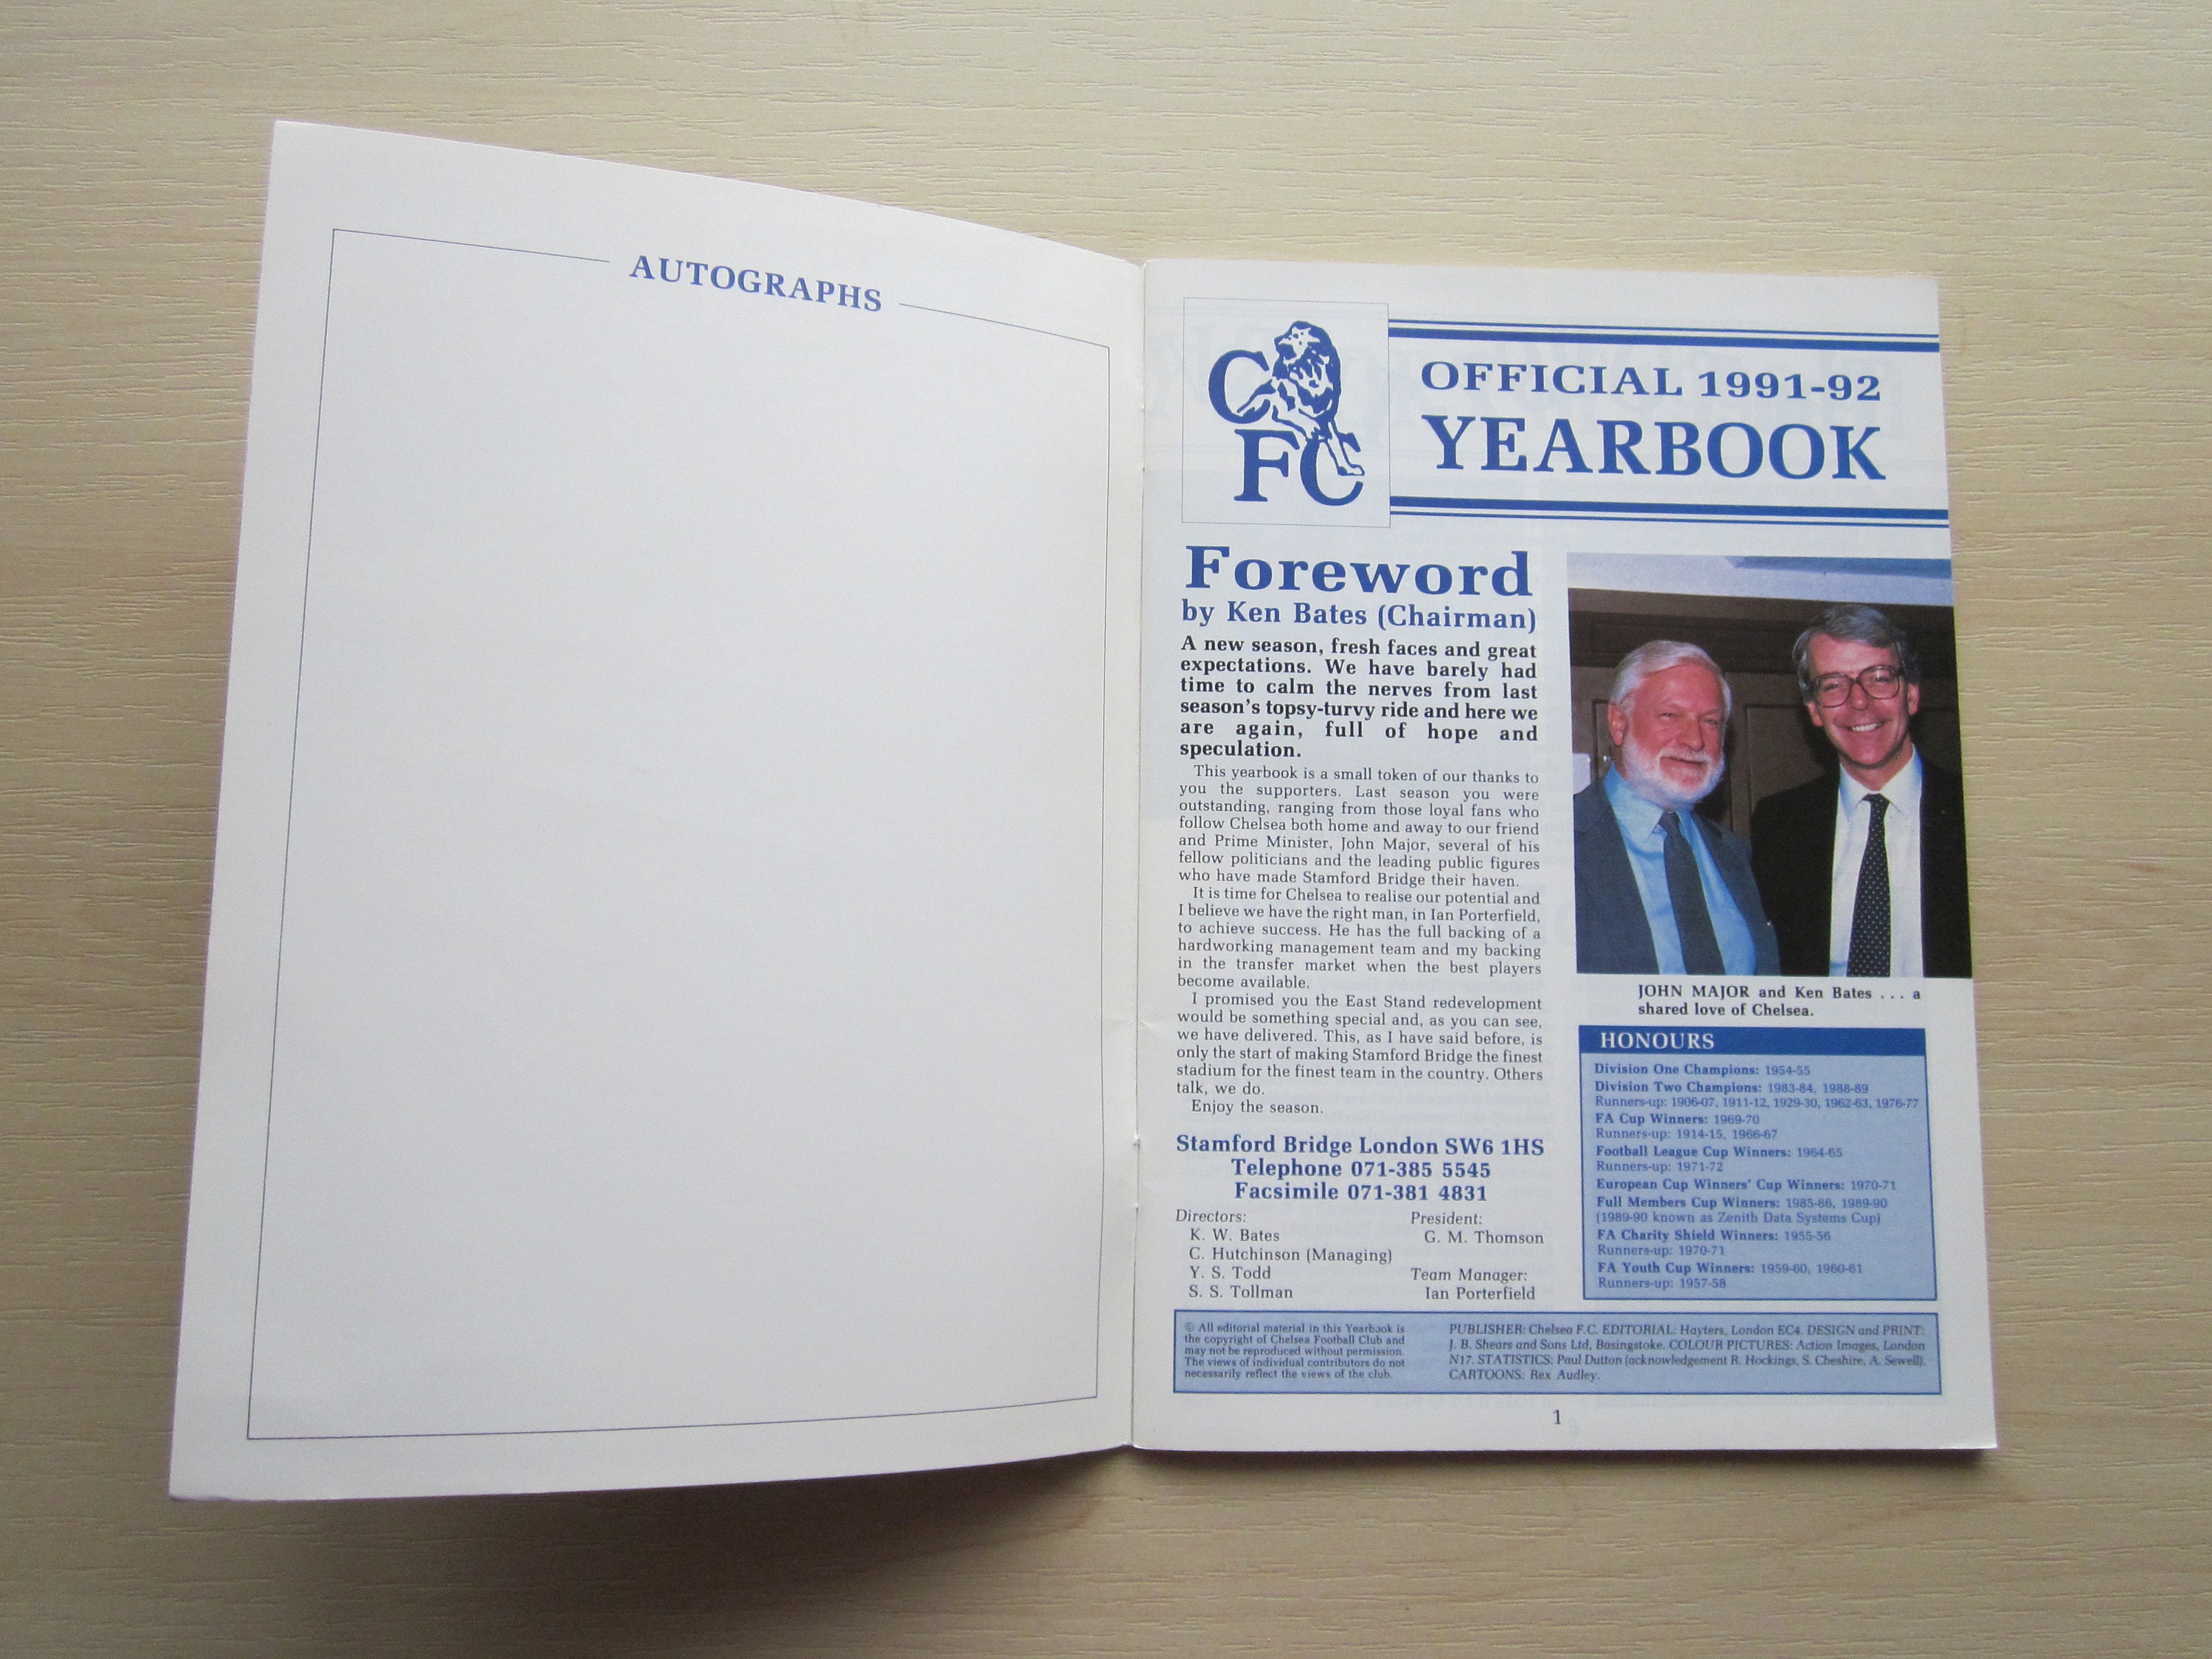 AUTOGRAPHS
C
FC
OFFICIAL 1991-92
YEARBOOK
Foreword
by Ken Bates (Chairman)
A new season, fresh faces and great
expectations. We have barely had
time to calm the nerves from last
season's topsy-turvy ride and here we
are again, full of hope and
speculation.
This yearbook is a small token of our thanks to
you the supporters. Last season you were
outstanding, ranging from those loyal fans who
follow Chelsea both home and away to our friend
and Prime Minister, John Major, several of his
fellow politicians and the leading public figures
who have made Stamford Bridge their haven.
It is time for Chelsea to realise our potential and
I believe we have the right man, in Ian Porterfield,
to achieve success. He has the full backing of a
hardworking management team and my backing
in the transfer market when the best players
become available.
I promised you the East Stand redevelopment
would be something special and, as you can see,
we have delivered. This, as I have said before, is
only the start of making Stamford Bridge the finest
stadium for the finest team in the country. Others
talk, we do.
Enjoy the season.
Stamford Bridge London SW6 1HS
Telephone 071-385 5545
Facsimile 071-381 4831
Directors:
K. W. Bates
C. Hutchinson (Managing)
Y. S. Todd
S. S. Tollman
President:
G. M. Thomson
Team Manager:
Ian Porterfield
JOHN MAJOR and Ken Bates . . . a
shared love of Chelsea.
HONOURS
Division One Champions: 1954-55
Division Two Champions: 1983-84, 1988-89
Runners-up: 1906-07, 1911-12, 1929-30, 1962-63, 1976-77
FA Cup Winners: 1969-70
Runners-up: 1914-15, 1966-67
Football League Cup Winners: 1964-65
Runners-up: 1971-72
European Cup Winners' Cup Winners: 1970-71
Full Members Cup Winners: 1985-86, 1989-90
(1989-90 known as Zenith Data Systems Cup)
FA Charity Shield Winners: 1955-56
Runners-up: 1970-71
FA Youth Cup Winners: 1959-60, 1960-61
Runners-up: 1957-58
© All editorial material in this Yearbook is
the copyright of Chelsea Football Club and
may not be reproduced without permission.
The views of individual contributors do not
necessarily reflect the views of the club.
PUBLISHER: Chelsea F.C. EDITORIAL: Hayters, London EC4. DESIGN and PRINT:
J. B. Shears and Sons Ltd, Basingstoke. COLOUR PICTURES: Action Images, London
N17. STATISTICS: Paul Dutton (acknowledgement R. Hockings, S. Cheshire, A. Sewell).
CARTOONS: Rex Audley.
1